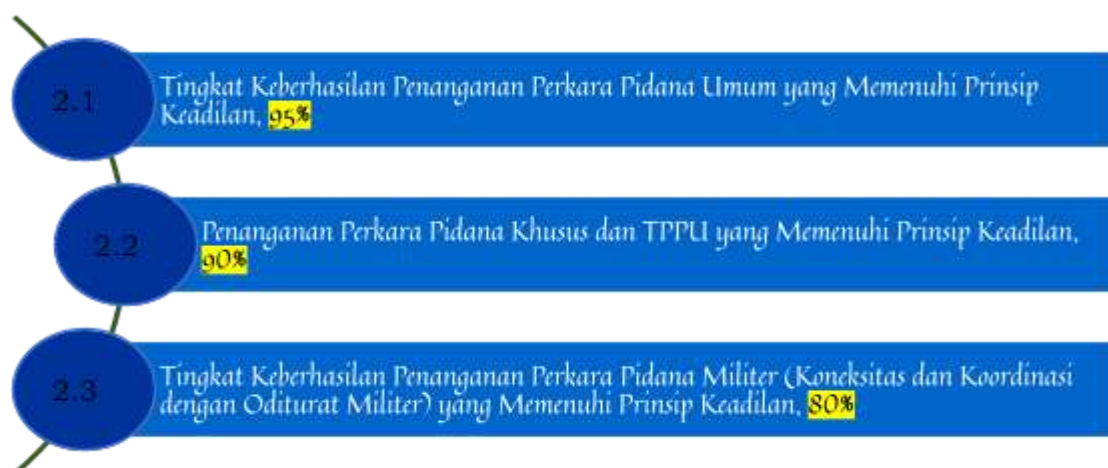 2.1
Tingkat Keberhasilan Penanganan Perkara Pidana Umum yang Memenuhi Prinsip
Keadilan, 95%
2.2
Penanganan Perkara Pidana Khusus dan TPPU yang Memenuhi Prinsip Keadilan,
90%
2.3
Tingkat Keberhasilan Penanganan Perkara Pidana Militer (Koneksitas dan Koordinasi
dengan Oditurat Militer) yang Memenuhi Prinsip Keadilan, 80%